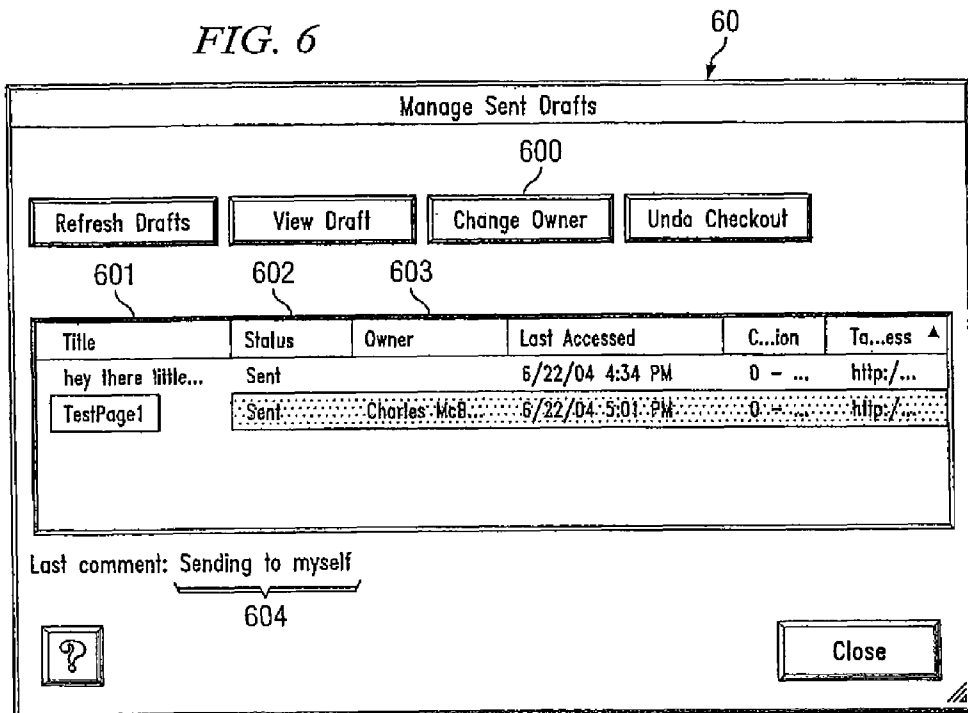 FIG. 6
60
Manage Sent Drafts
600
Refresh Drafts View Draft Change Owner Undo Checkout
601 602 603
Title Status Owner Last Accessed C...ion Ta...ess
hey there little... Sent 6/22/04 4:34 PM 0 - ... http:/...
TestPage1 Sent Charles McB... 6/22/04 5:01 PM 0 - ... http:/...
Last comment: Sending to myself
604
?
Close